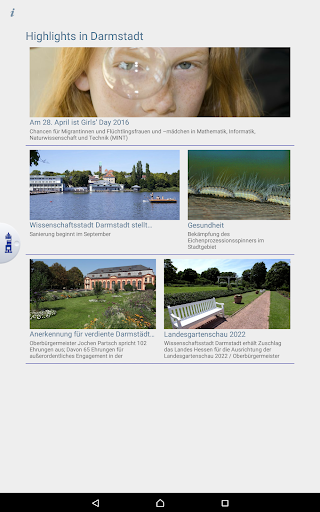 i
Highlights in Darmstadt
Am 28. April ist Girls' Day 2016
Chancen für Migrantinnen und Flüchtlingsfrauen und –mädchen in Mathematik, Informatik,
Naturwissenschaft und Technik (MINT)
Wissenschaftsstadt Darmstadt stellt…
Sanierung beginnt im September
Gesundheit
Bekämpfung des
Eichenprozessionsspinners im
Stadtgebiet
Anerkennung für verdiente Darmstädt…
Oberbürgermeister Jochen Partsch spricht 102
Ehrungen aus; Davon 65 Ehrungen für
außerordentliches Engagement in der
Landesgartenschau 2022
Wissenschaftsstadt Darmstadt erhält Zuschlag
das Landes Hessen für die Ausrichtung der
Landesgartenschau 2022 / Oberbürgermeister